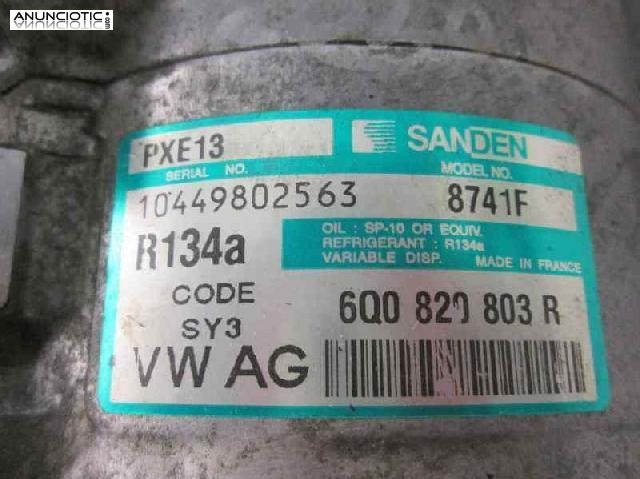 ANUNCIOTIC!
.com
PXE13
SANDEN
SERIAL NO.
MODEL NO.
10449802563
8741F
R134a
OIL : SP-10 OR EQUIV.
REFRIGERANT : R134a
VARIABLE DISP. MADE IN FRANCE
CODE
SY3
6Q0 820 803 R
VW AG